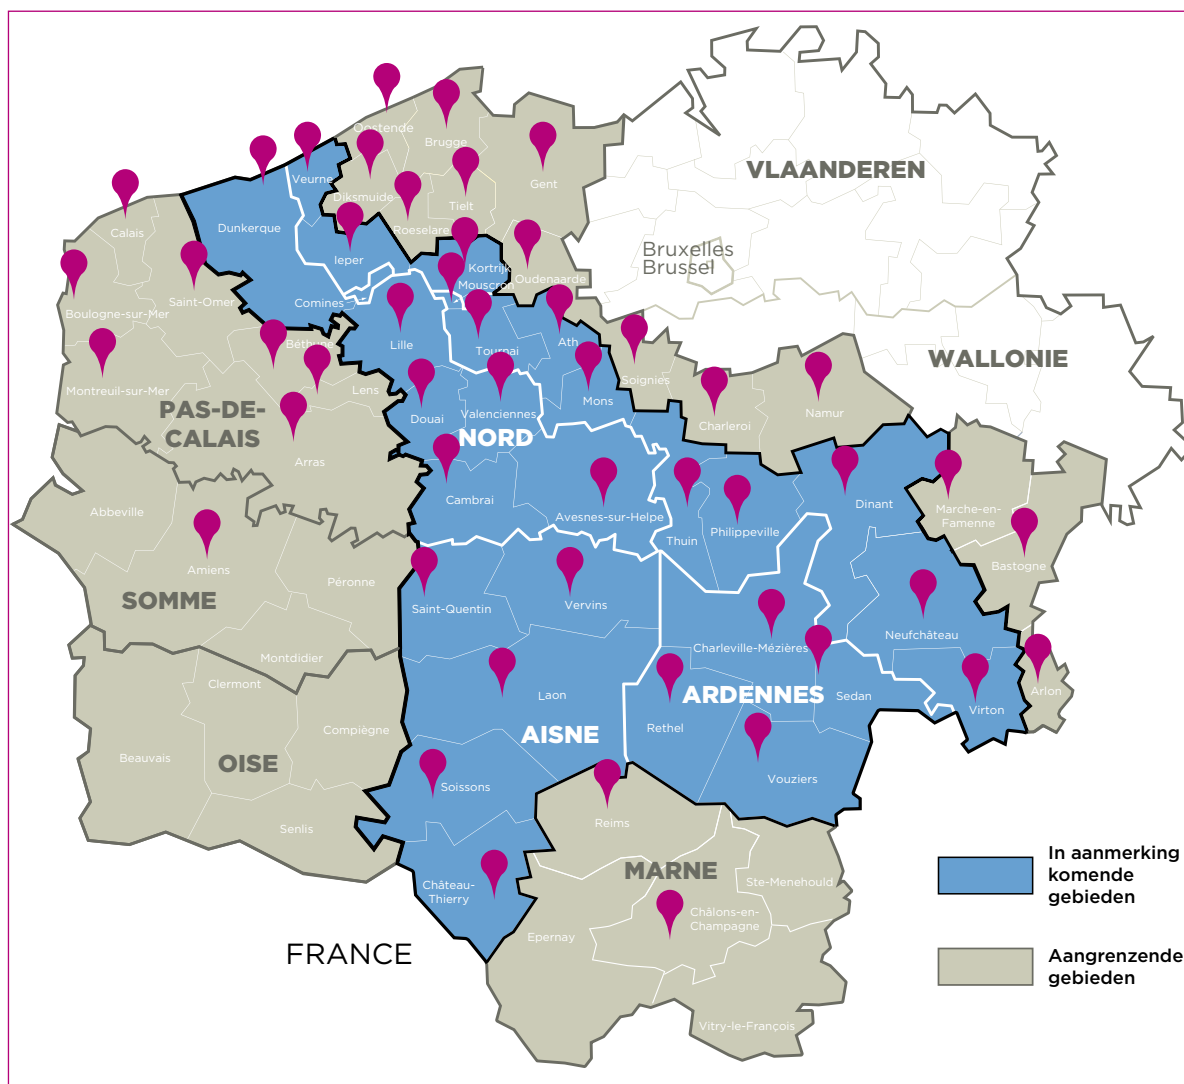 Oostende
Brugge
VLAANDEREN
Veurne
Gent
Diksmuide-
Tielt
Calais
Dunkerque
Roeselare
Bruxelles
Brussel
Ieper
Kortrijk
Oudenaarde
Mouscron
Saint-Omer
Comines
Boulogne-sur-Mer
Béthune
Lille
Tournai
Ath
WALLONIE
Soignies
Montreuil-sur-Mer
Lens
Mons
Namur
PAS-DE-
CALAIS
Douai
Valenciennes
Charleroi
NORD
Arras
Cambrai
Dinant
Abbeville
Avesnes-sur-Helpe
Thuin
Philippeville
Marche-en-
Famenne
Bastogne
Amiens
Péronne
SOMME
Saint-Quentin
Vervins
Neufchâteau
Montdidier
Charleville-Mézières
Clermont
Laon
ARDENNES
Sedan
Arlon
Virton
Compiègne
Rethel
AISNE
Beauvais
OISE
Soissons
Vouziers
Senlis
Reims
MARNE
Château-
Thierry
Ste-Menehould
Châlons-en-
Champagne
Epernay
FRANCE
Vitry-le-François
In aanmerking
komende
gebieden
Aangrenzende
gebieden